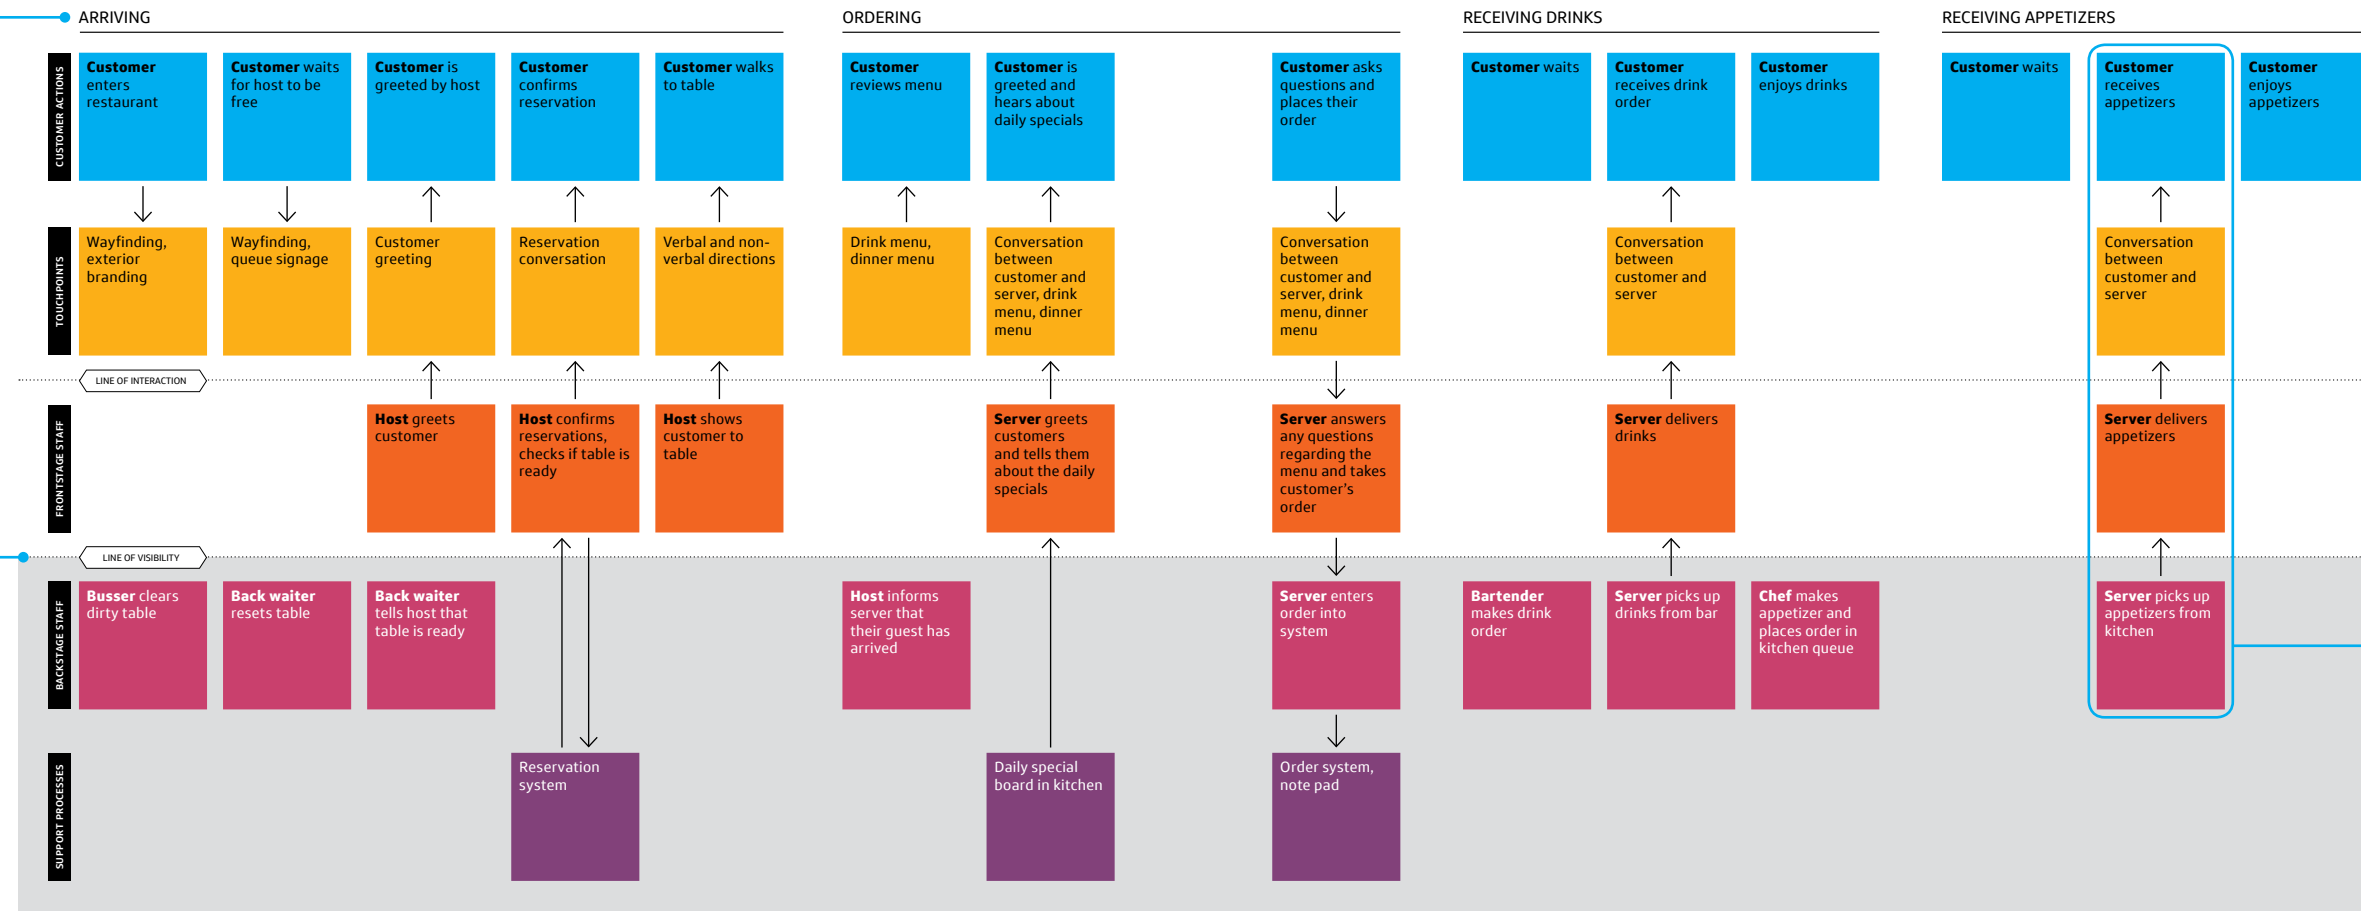 ARRIVING
ORDERING
RECEIVING DRINKS
RECEIVING APPETIZERS
CUSTOMER ACTIONS
Customer
enters
restaurant
Customer waits
for host to be
free
Customer is
greeted by host
Customer
confirms
reservation
Customer walks
to table
Customer
reviews menu
Customer is
greeted and
hears about
daily specials
Customer asks
questions and
places their
order
Customer waits
Customer
receives drink
order
Customer
enjoys drinks
Customer waits
Customer
receives
appetizers
Customer
enjoys
appetizers
TOUCHPOINTS
Wayfinding,
exterior
branding
Wayfinding,
queue signage
Customer
greeting
Reservation
conversation
Verbal and non-
verbal directions
Drink menu,
dinner menu
Conversation
between
customer and
server, drink
menu, dinner
menu
Conversation
between
customer and
server, drink
menu, dinner
menu
Conversation
between
customer and
server
Conversation
between
customer and
server
LINE OF INTERACTION
FRONTSTAGE STAFF
Host greets
customer
Host confirms
reservations,
checks if table is
ready
Host shows
customer to
table
Server greets
customers
and tells them
about the daily
specials
Server answers
any questions
regarding the
menu and takes
customer's
order
Server delivers
drinks
Server delivers
appetizers
LINE OF VISIBILITY
BACKSTAGE STAFF
Busser clears
dirty table
Back waiter
resets table
Back waiter
tells host that
table is ready
Host informs
server that
their guest has
arrived
Server enters
order into
system
Bartender
makes drink
order
Server picks up
drinks from bar
Chef makes
appetizer and
places order in
kitchen queue
Server picks up
appetizers from
kitchen
SUPPORT PROCESSES
Reservation
system
Daily special
board in kitchen
Order system,
note pad